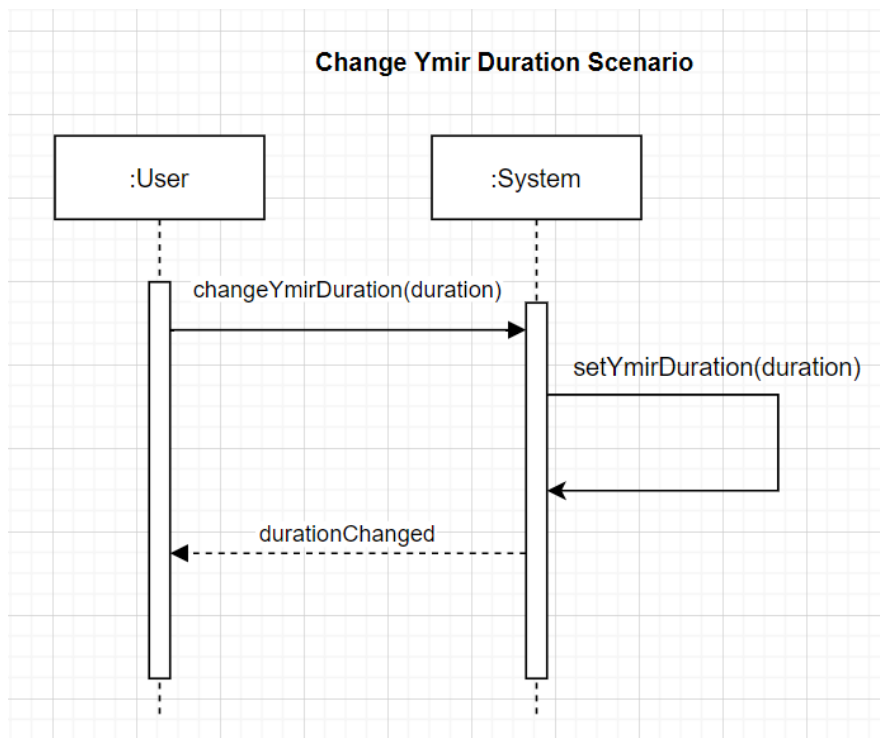 Change Ymir Duration Scenario
:User
:System
changeYmirDuration(duration)
setYmirDuration(duration)
durationChanged